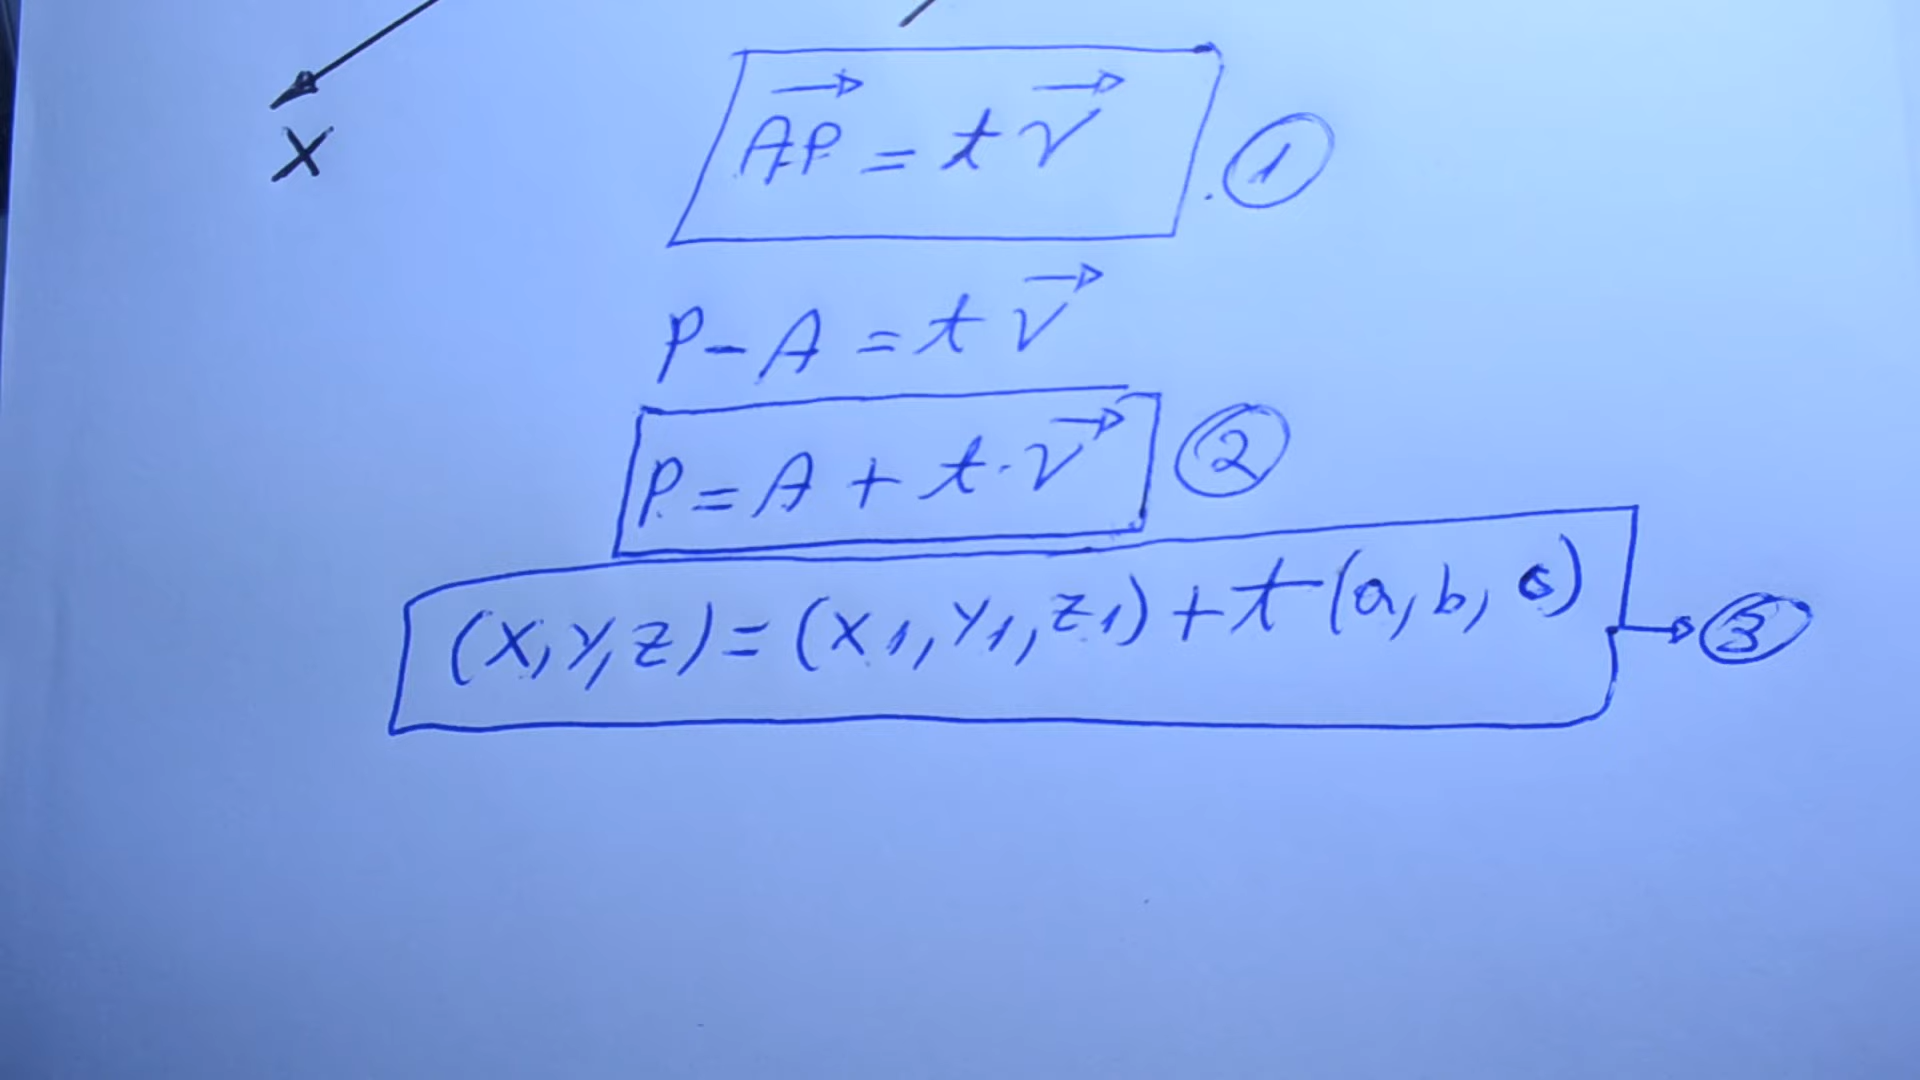 X
AP = t v ①
P - A = t v
P = A + t · v ②
(x, y, z) = (x1, y1, z1) + t (a, b, c) → ③